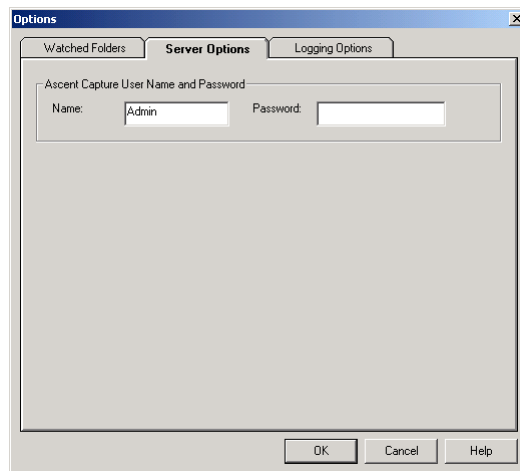 Options
Watched Folders Server Options Logging Options
Ascent Capture User Name and Password
Name: Admin Password:
OK Cancel Help